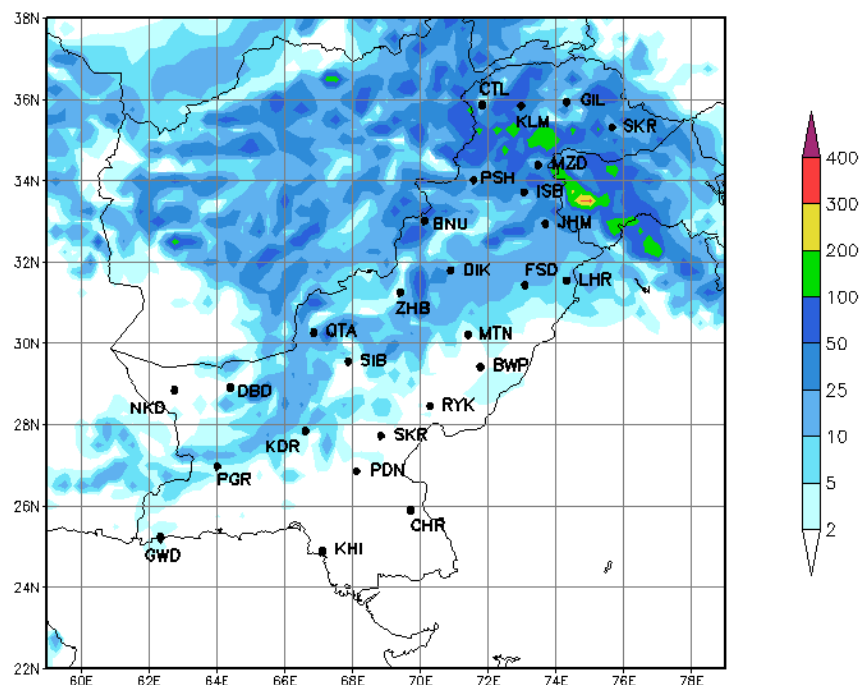 38N
36N
34N
32N
30N
28N
26N
24N
22N
60E 62E 64E 66E 68E 70E 72E 74E 76E 78E
CTL
GIL
KLM
SKR
MZD
PSH
ISB
BNU
JHM
DIK
FSD
LHR
ZHB
QTA
MTN
SIB
BWP
DBD
NKD
RYK
KDR
SKR
PDN
PGR
CHR
KHI
GWD
400
300
200
100
50
25
10
5
2